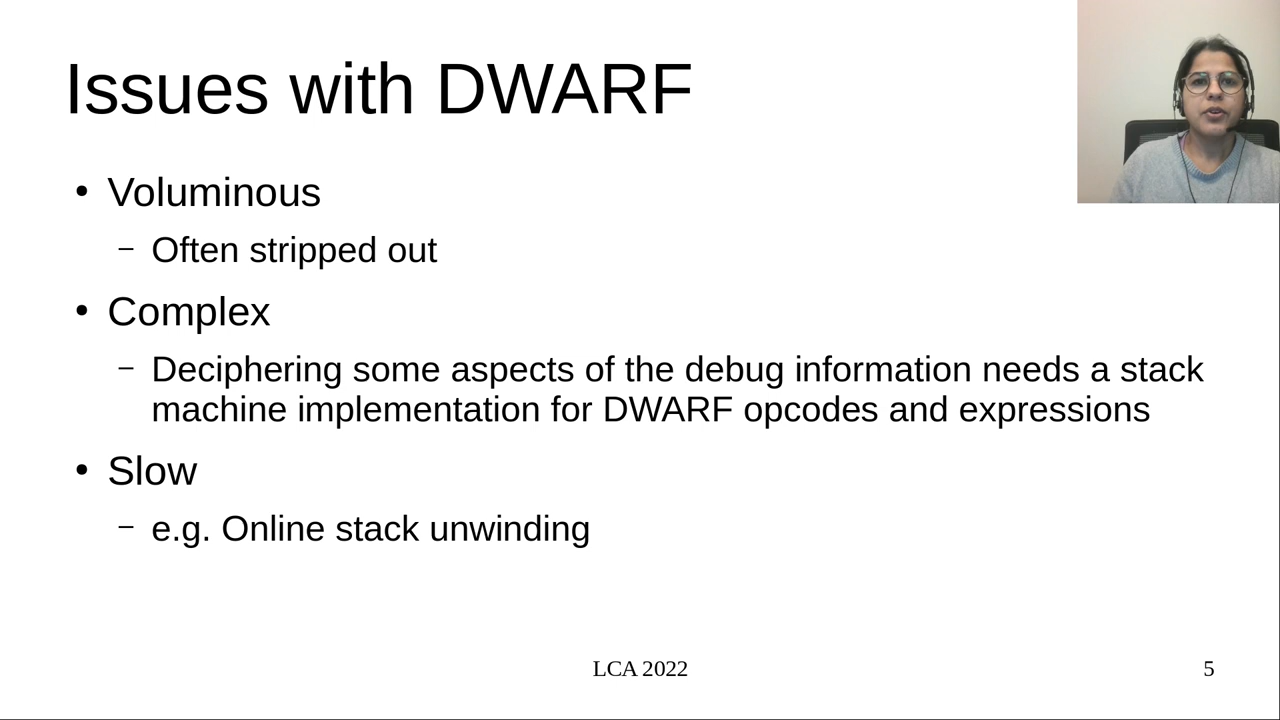 Issues with DWARF
• Voluminous
– Often stripped out
• Complex
– Deciphering some aspects of the debug information needs a stack
machine implementation for DWARF opcodes and expressions
• Slow
– e.g. Online stack unwinding
LCA 2022
5